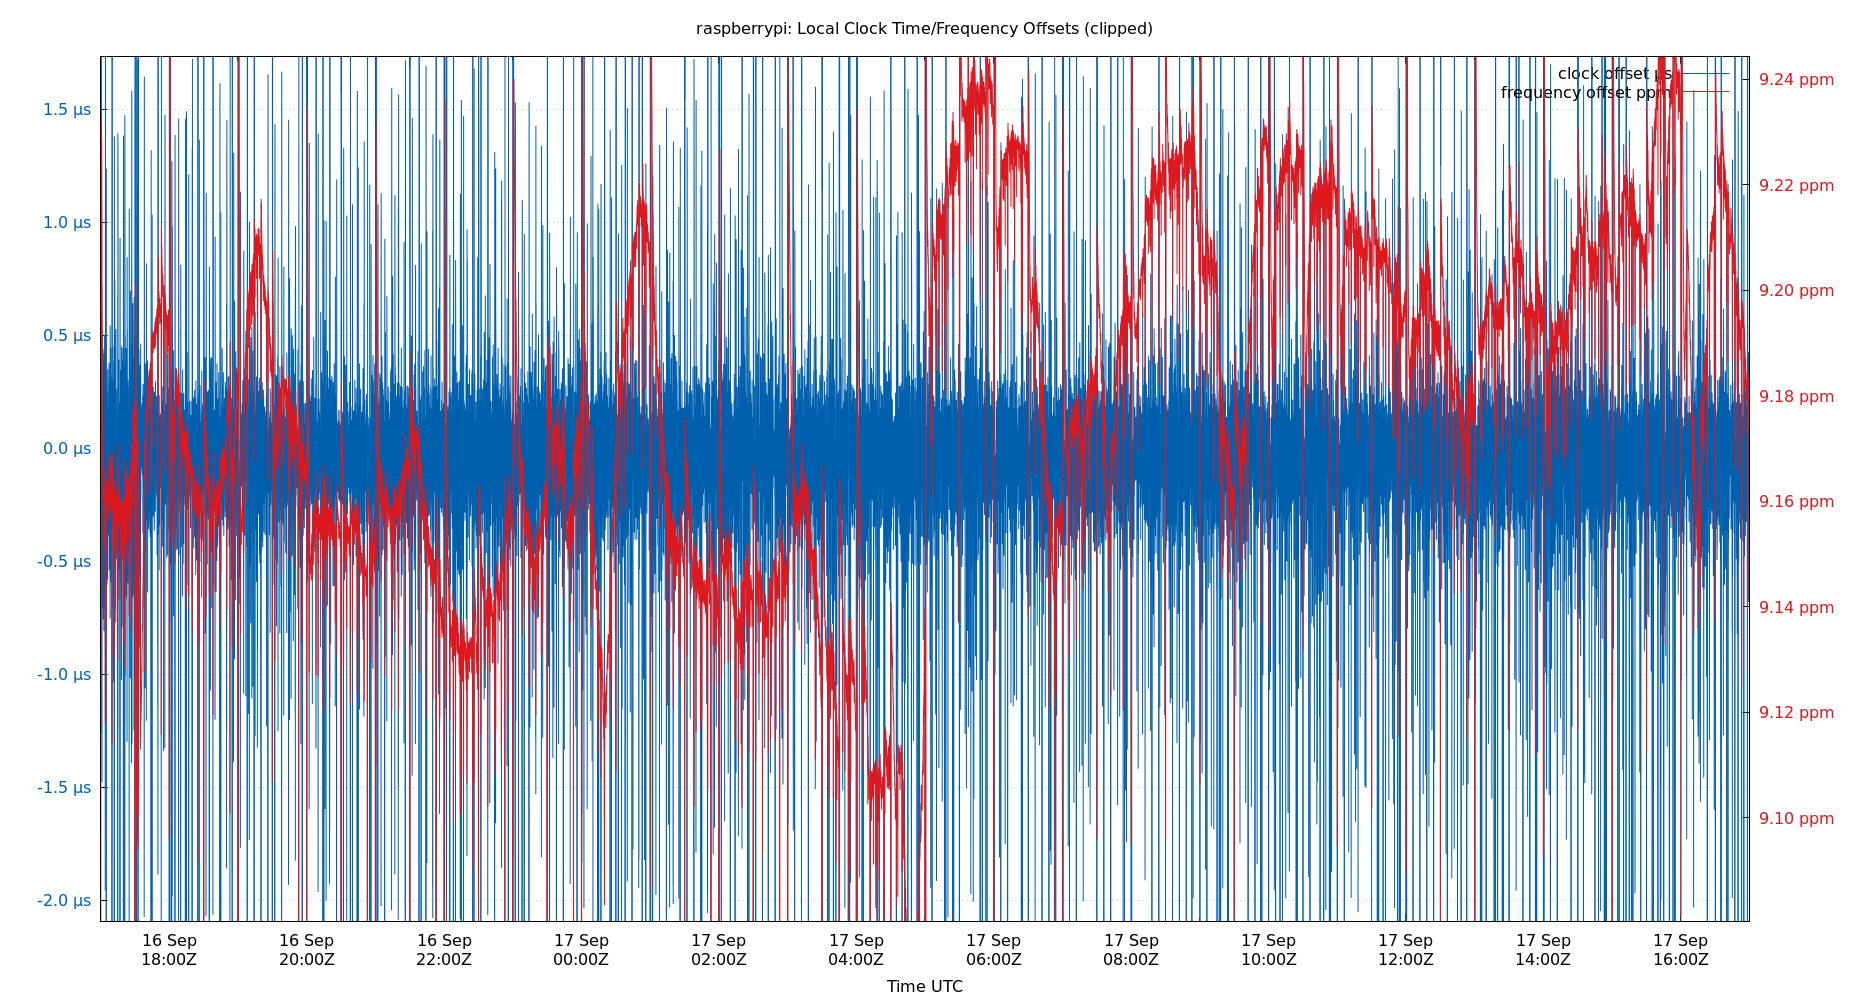 raspberrypi: Local Clock Time/Frequency Offsets (clipped)
clock offset µs
frequency offset ppm
1.5 µs
1.0 µs
0.5 µs
0.0 µs
-0.5 µs
-1.0 µs
-1.5 µs
-2.0 µs
9.24 ppm
9.22 ppm
9.20 ppm
9.18 ppm
9.16 ppm
9.14 ppm
9.12 ppm
9.10 ppm
16 Sep 16 Sep 16 Sep 17 Sep 17 Sep 17 Sep 17 Sep 17 Sep 17 Sep 17 Sep 17 Sep 17 Sep
18:00Z 20:00Z 22:00Z 00:00Z 02:00Z 04:00Z 06:00Z 08:00Z 10:00Z 12:00Z 14:00Z 16:00Z
Time UTC